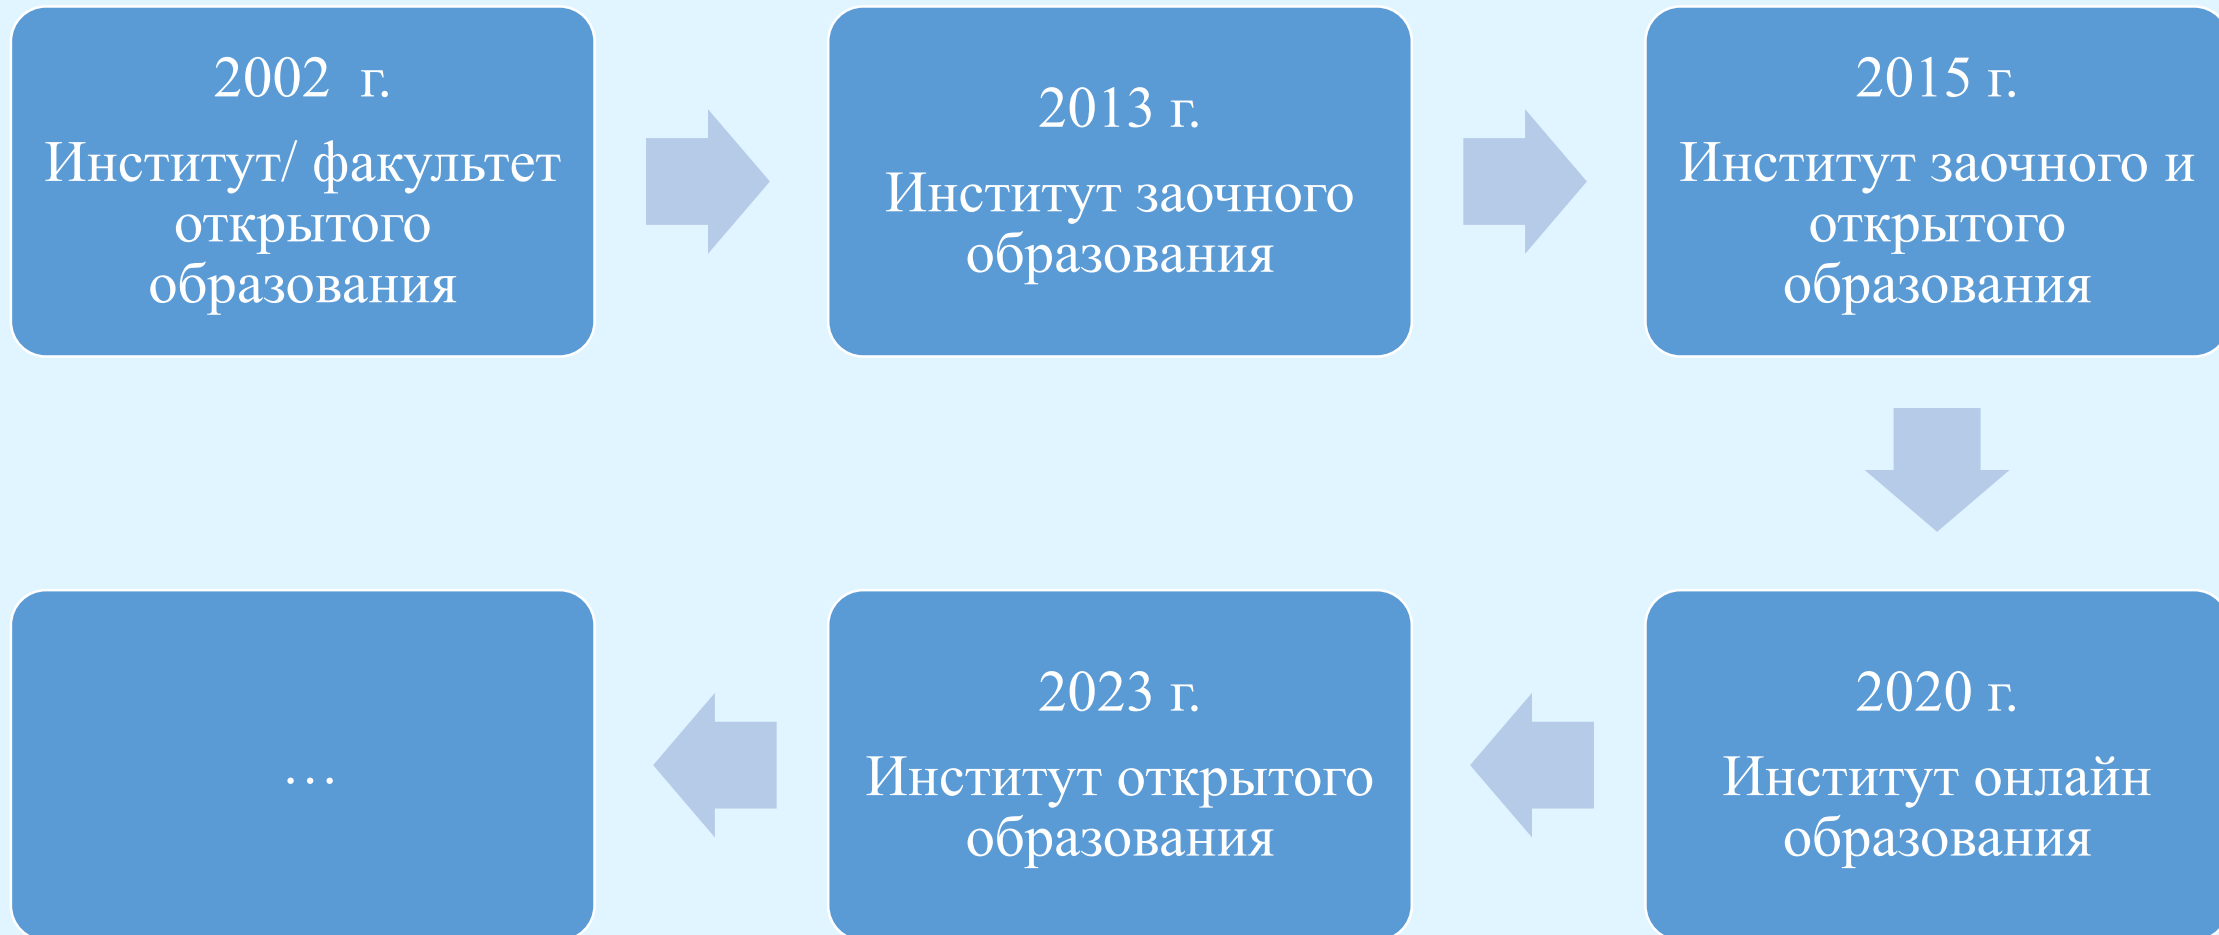 2002 г.
Институт/ факультет
открытого
образования
2013 г.
Институт заочного
образования
2015 г.
Институт заочного и
открытого
образования
2020 г.
Институт онлайн
образования
2023 г.
Институт открытого
образования
…